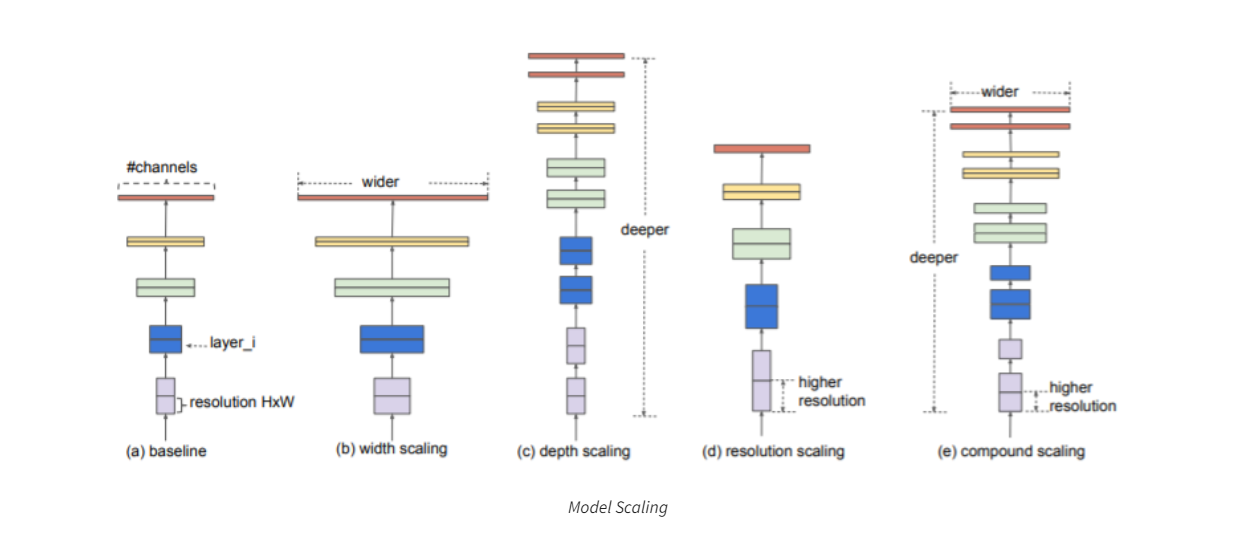 #channels
layer_i
resolution HxW
(a) baseline
wider
(b) width scaling
deeper
(c) depth scaling
higher
resolution
(d) resolution scaling
wider
deeper
higher
resolution
(e) compound scaling
Model Scaling